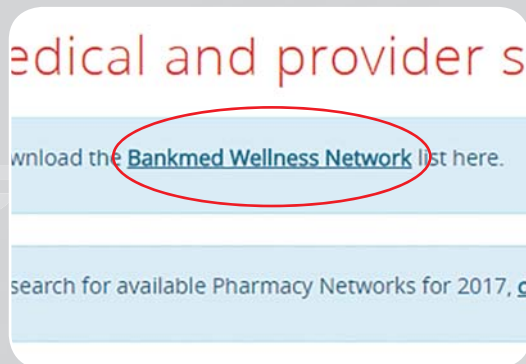 edical and provider s
wnload the Bankmed Wellness Network list here.
search for available Pharmacy Networks for 2017,